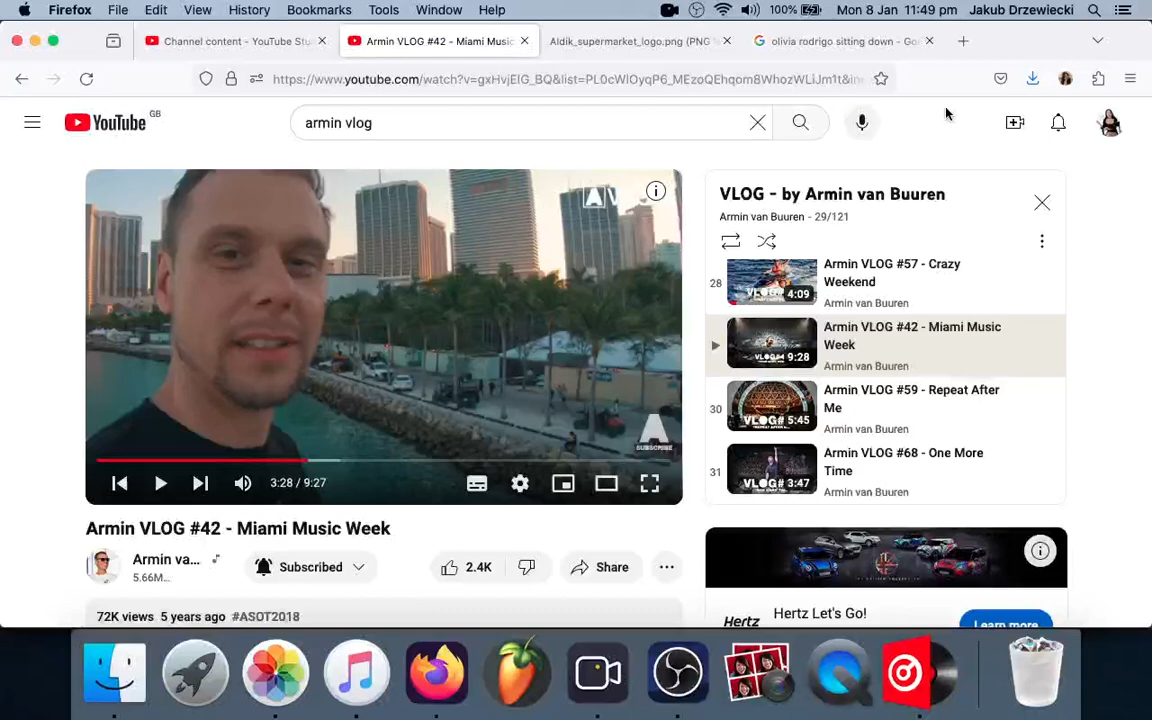 Firefox File Edit View History Bookmarks Tools Window Help 100% Mon 8 Jan 11:49 pm Jakub Drzewiecki
Channel content - YouTube Stu
Armin VLOG #42 - Miami Music
Aldik_supermarket_logo.png (PNG
olivia rodrigo sitting down - Go
https://www.youtube.com/watch?v=gxHvjEIG_BQ&list=PL0cWIOyqP6_MEzoQEhqom8WhozWLiJm1t&in
YouTube GB
armin vlog
A
SUBSCRIBE
3:28 / 9:27
Armin VLOG #42 - Miami Music Week
Armin va...
5.66M...
Subscribed
2.4K
Share
72K views 5 years ago #ASOT2018
VLOG - by Armin van Buuren
Armin van Buuren - 29/121
28
4:09
Armin VLOG #57 - Crazy
Weekend
Armin van Buuren
9:28
Armin VLOG #42 - Miami Music
Week
Armin van Buuren
30
VLOG# 5:45
Armin VLOG #59 - Repeat After
Me
Armin van Buuren
31
VLOG# 3:47
Armin VLOG #68 - One More
Time
Armin van Buuren
Hertz
Hertz Let's Go!
Learn more